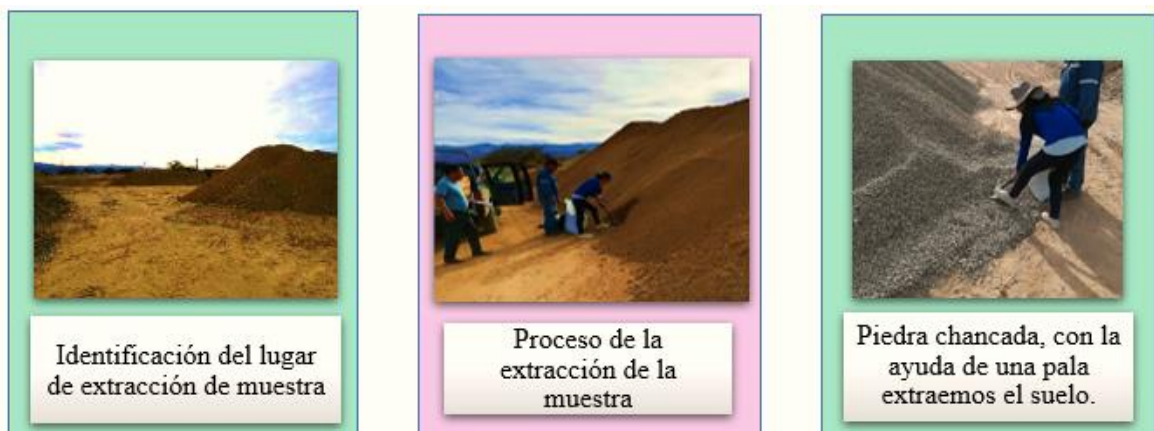 Identificación del lugar
de extracción de muestra
Proceso de la
extracción de la
muestra
Piedra chancada, con la
ayuda de una pala
extraemos el suelo.